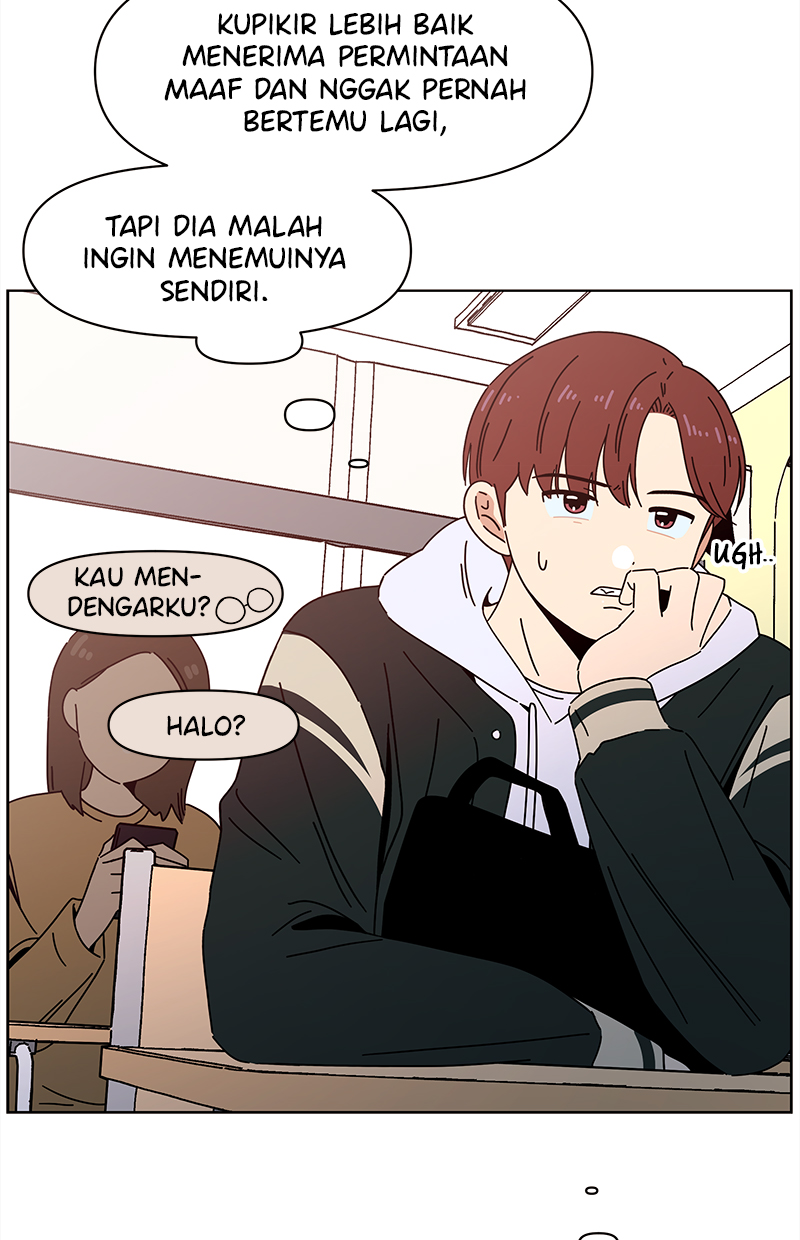 KUPIKIR LEBIH BAIK
MENERIMA PERMINTAAN
MAAF DAN NGGAK PERNAH
BERTEMU LAGI,
TAPI DIA MALAH
INGIN MENEMUINYA
SENDIRI.
UGH..
KAU MEN-
DENGARKU?
HALO?